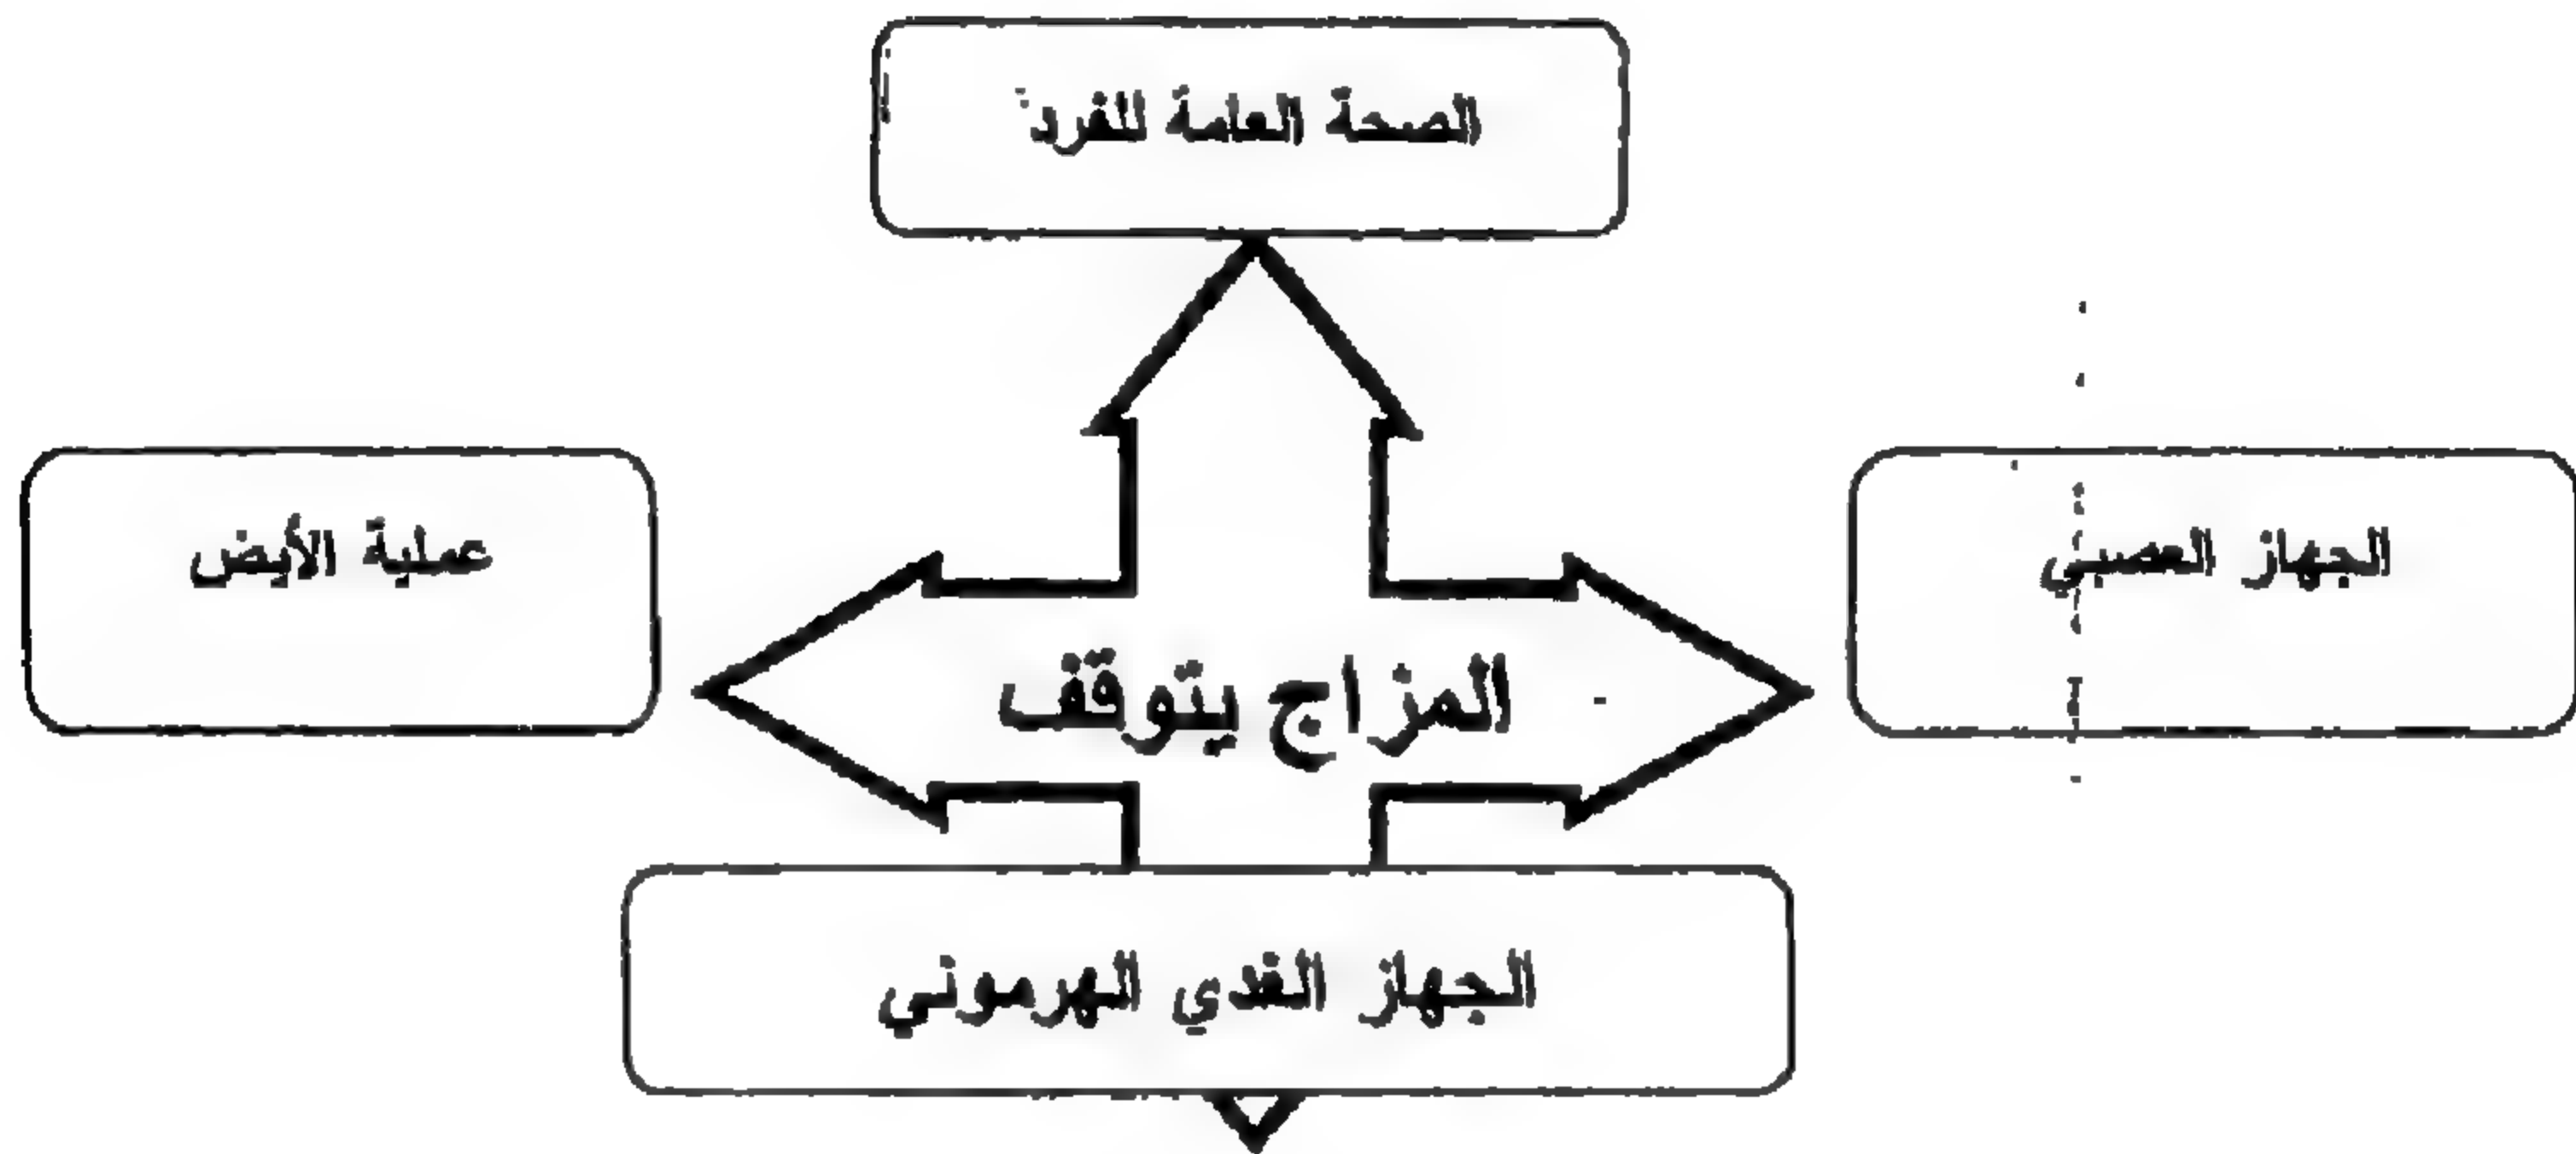 الصحة العامة للفرد
الجهاز العصبي
عملية الأيض
المزاج يتوقف
الجهاز الغدي الهرموني